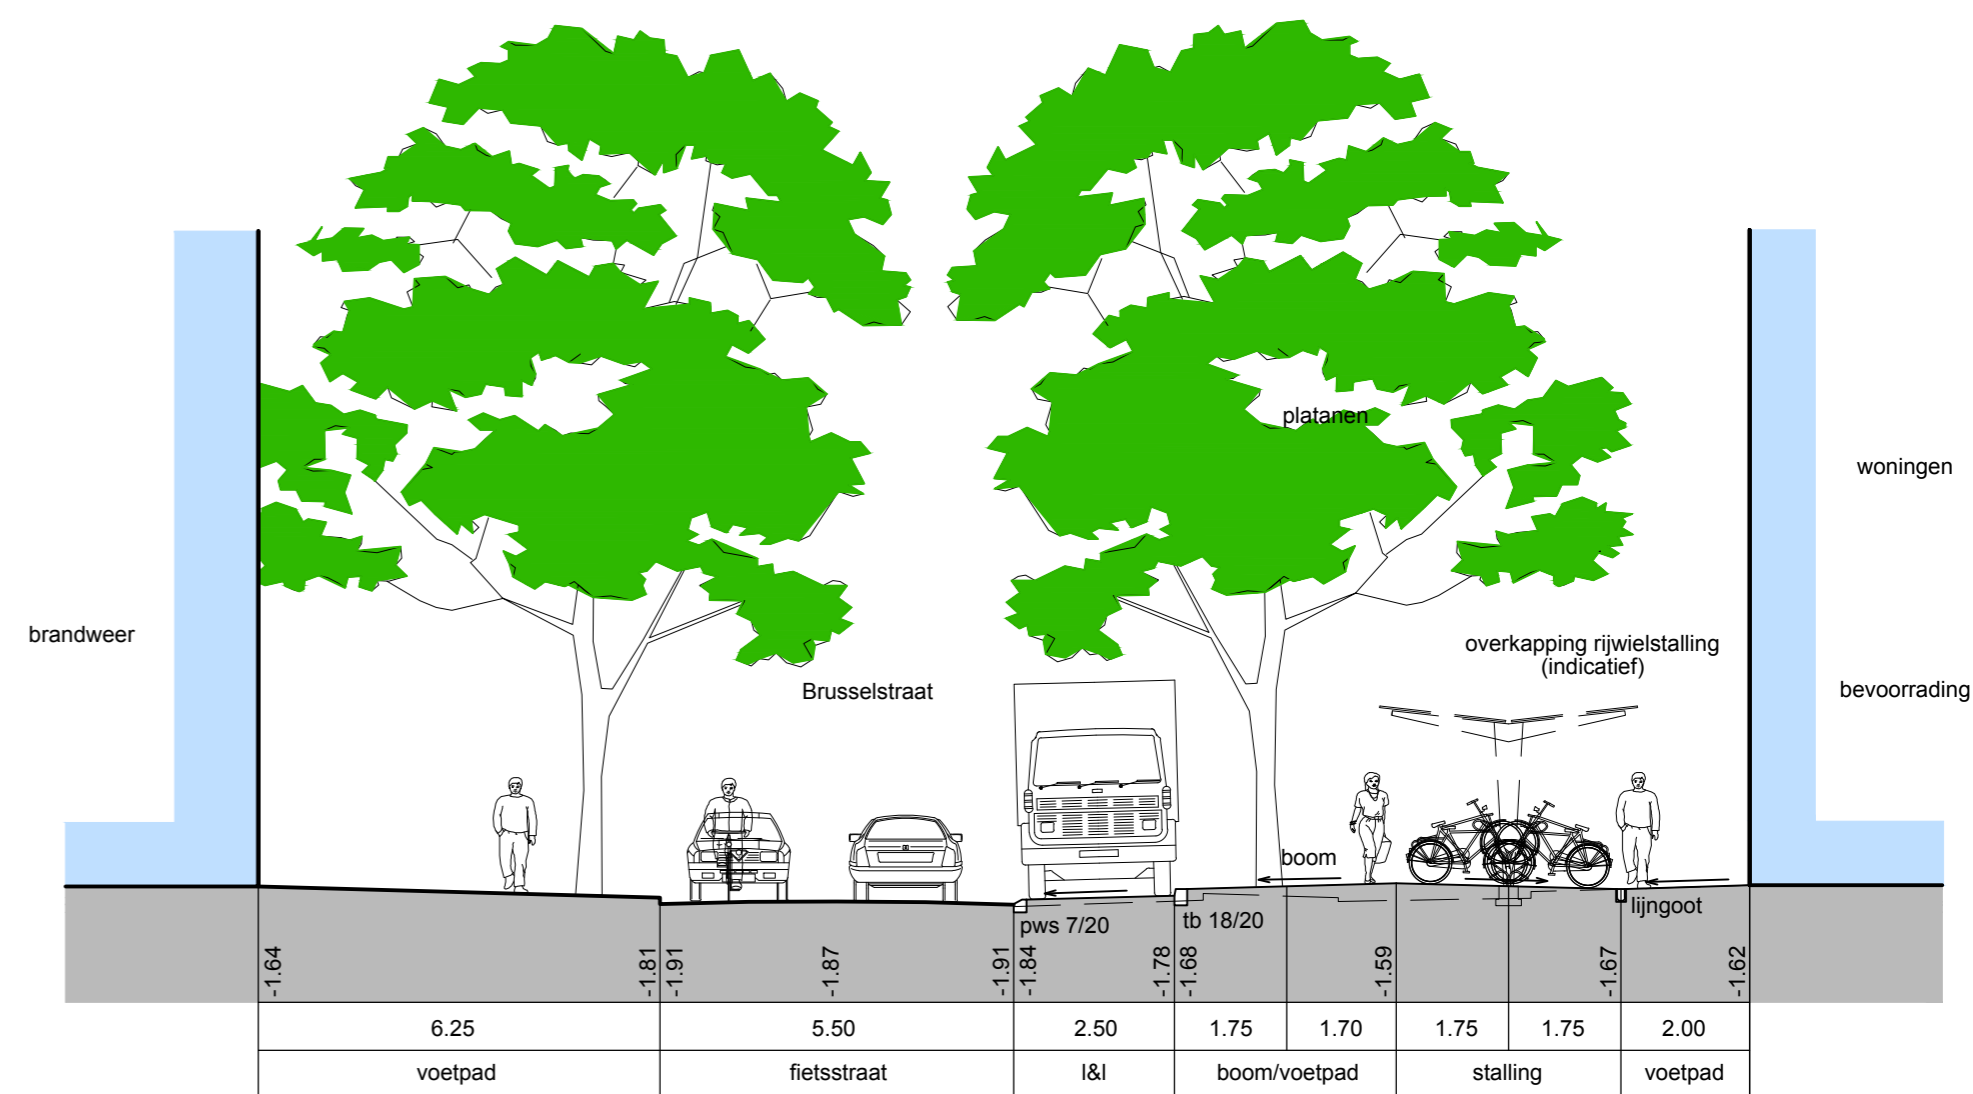 platanen
woningen
brandweer
overkapping rijwielstalling
(indicatief)
Brusselstraat
bevoorrading
boom
lijngoot
pws 7/20
tb 18/20
-1.64
-1.81
-1.91
-1.87
-1.91
-1.84
-1.78
-1.68
-1.59
-1.67
-1.62
6.25 5.50 2.50 1.75 1.70 1.75 1.75 2.00
voetpad fietsstraat l&l boom/voetpad stalling voetpad